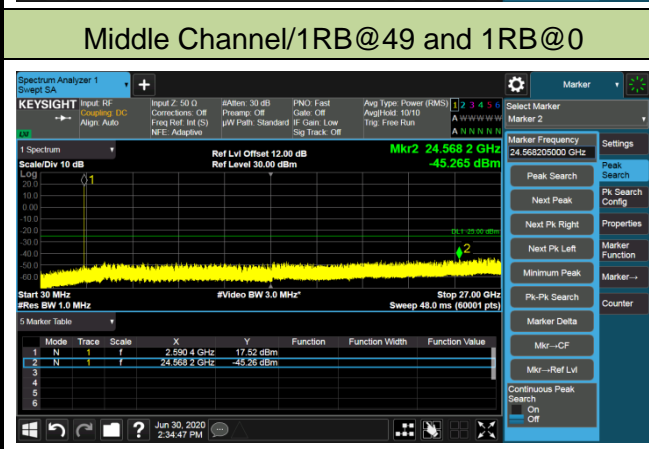 Middle Channel/1RB@49 and 1RB@0
Spectrum Analyzer 1
Swept SA
+
Marker
KEYSIGHT
Input: RF
Coupling: DC
Align: Auto
Input Z: 50 Ω
Corrections: Off
Freq Ref: Int (S)
NFE: Adaptive
#Atten: 30 dB
Preamp: Off
µW Path: Standard
PNO: Fast
Gate: Off
IF Gain: Low
Sig Track: Off
Avg Type: Power (RMS)
Avg|Hold: 10/10
Trig: Free Run
1 2 3 4 5 6
A W W W W W
A N N N N N
Select Marker
Marker 2
1 Spectrum
Scale/Div 10 dB
Ref Lvl Offset 12.00 dB
Ref Level 30.00 dBm
Mkr2 24.568 2 GHz
-45.265 dBm
Log
20.0
10.0
0.00
-10.0
-20.0
-30.0
-40.0
-50.0
-60.0
1
DL1 -25.00 dBm
2
Start 30 MHz
#Res BW 1.0 MHz
#Video BW 3.0 MHz*
Stop 27.00 GHz
Sweep 48.0 ms (60001 pts)
5 Marker Table
Mode Trace Scale X Y Function Function Width Function Value
1 N 1 f 2.590 4 GHz 17.52 dBm
2 N 1 f 24.568 2 GHz -45.26 dBm
3
4
5
6
Marker Frequency
24.568205000 GHz
Peak Search
Next Peak
Next Pk Right
Next Pk Left
Minimum Peak
Pk-Pk Search
Marker Delta
Mkr→CF
Mkr→Ref Lvl
Continuous Peak Search
On
Off
Settings
Peak Search
Pk Search Config
Properties
Marker Function
Marker→
Counter
?
Jun 30, 2020
2:34:47 PM